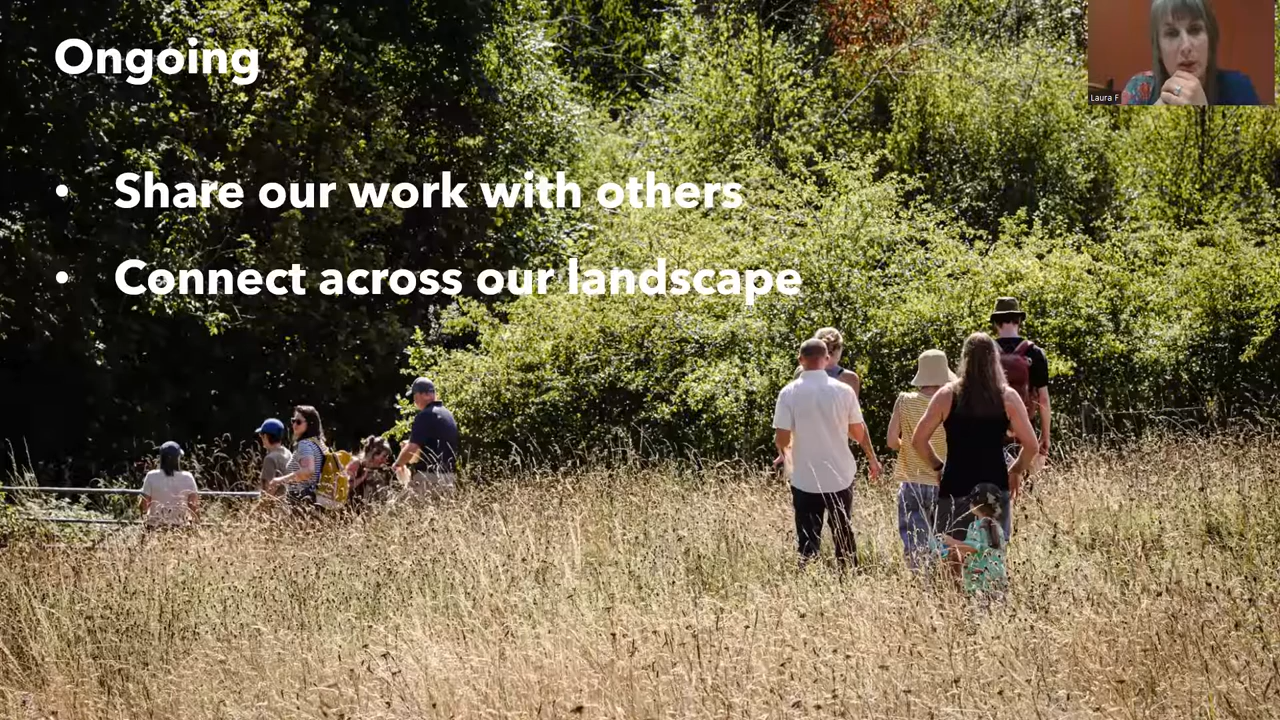 Ongoing
• Share our work with others
• Connect across our landscape
Laura F